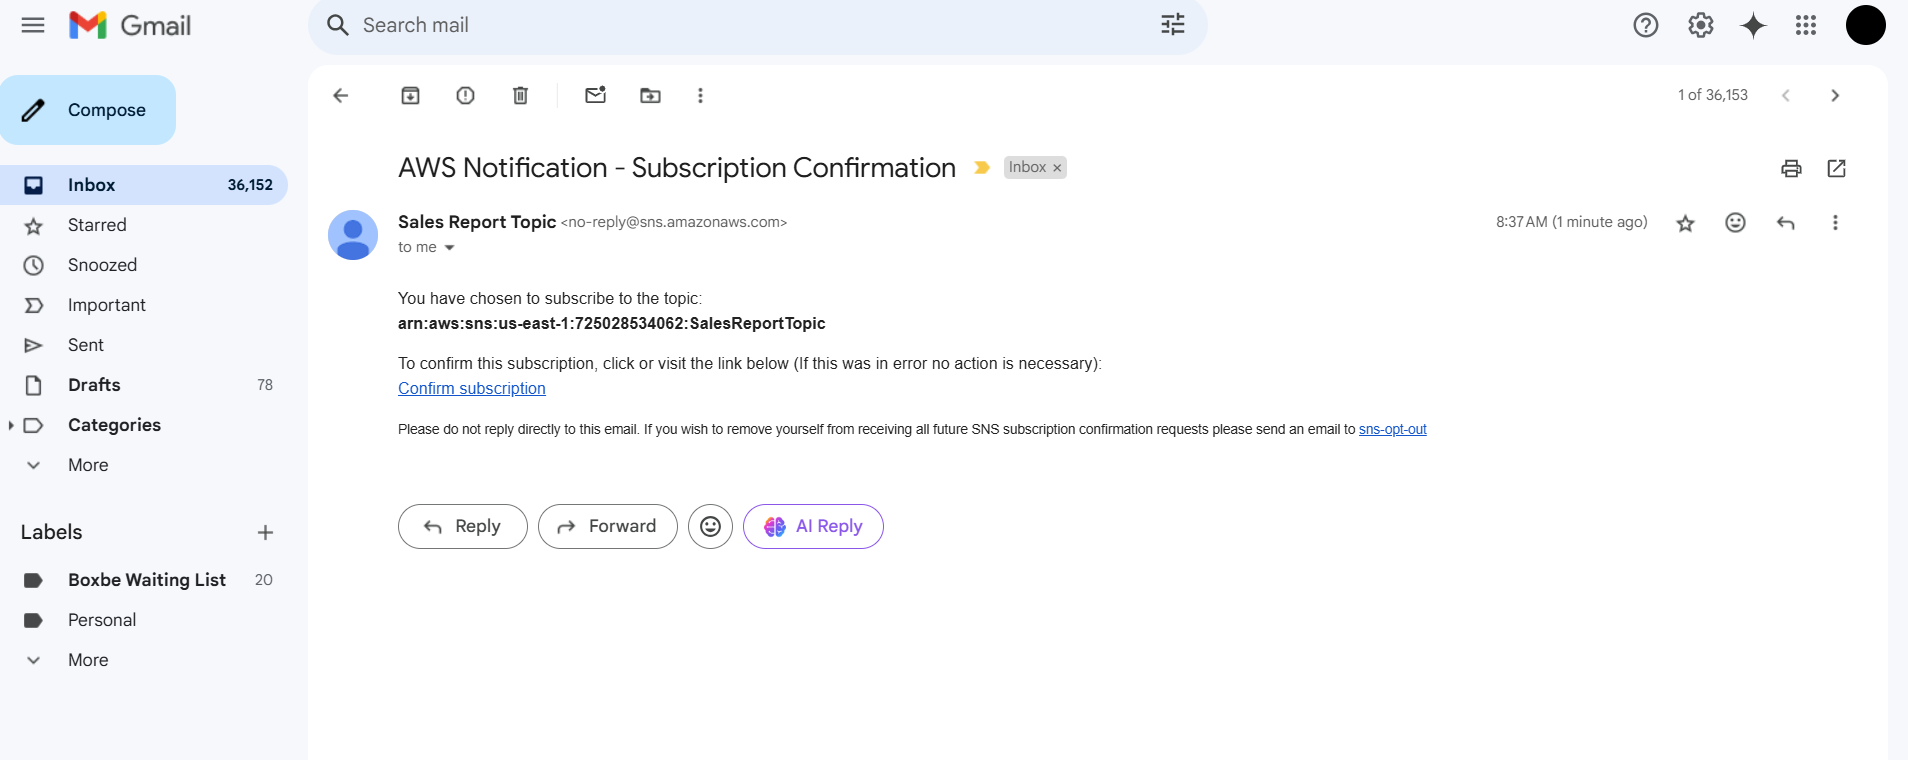 Gmail
Search mail
Compose
1 of 36,153
Inbox 36,152
Starred
Snoozed
Important
Sent
Drafts 78
Categories
More
Labels
Boxbe Waiting List 20
Personal
More
AWS Notification - Subscription Confirmation Inbox ×
Sales Report Topic <no-reply@sns.amazonaws.com> 8:37 AM (1 minute ago)
to me
You have chosen to subscribe to the topic:
arn:aws:sns:us-east-1:725028534062:SalesReportTopic
To confirm this subscription, click or visit the link below (If this was in error no action is necessary):
Confirm subscription
Please do not reply directly to this email. If you wish to remove yourself from receiving all future SNS subscription confirmation requests please send an email to sns-opt-out
Reply Forward AI Reply